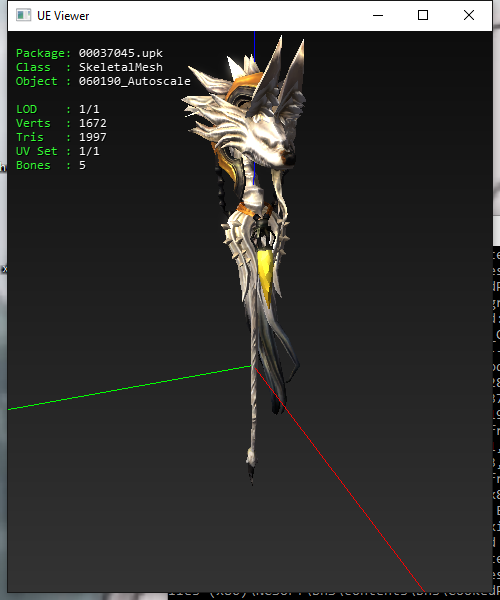 UE Viewer
Package: 00037045.upk
Class : SkeletalMesh
Object : 060190_Autoscale
LOD : 1/1
Verts : 1672
Tris : 1997
UV Set : 1/1
Bones : 5